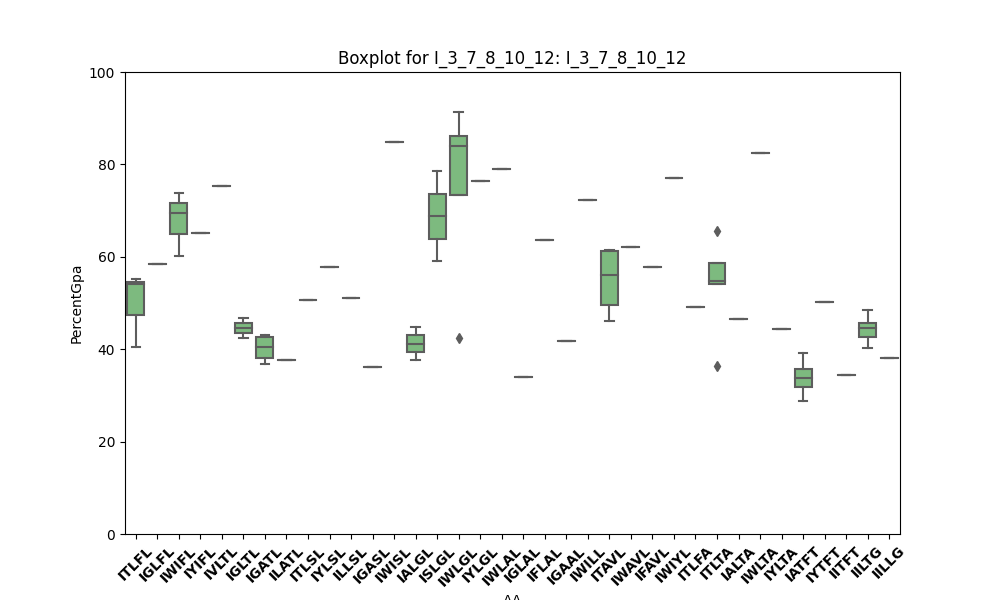 Boxplot for I_3_7_8_10_12: I_3_7_8_10_12
100
80
60
40
20
0
PercentGpa
ITLFL
IGLFL
IWIFL
IYIFL
IVLTL
IGLTL
IGATL
ILATL
ITLSL
IYLSL
ILLSL
IGASL
IWISL
IALGL
ISLGL
IWLGL
IYLGL
IWLAL
IGLAL
IFLAL
IGAAL
IWILL
ITAVL
IWAVL
IFAVL
IWIYL
ITLFA
ITLTA
IALTA
IWLTA
IYLTA
IATFT
IYTFT
IITFT
IILTG
IILLG